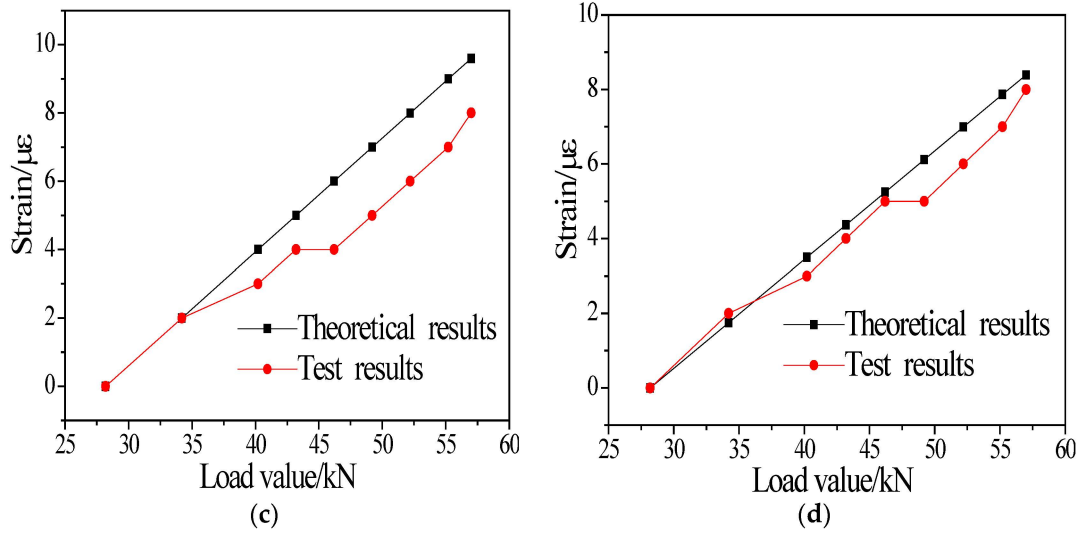 10
8
6
4
2
0
Strain/με
Theoretical results
Test results
25 30 35 40 45 50 55 60
Load value/kN
(c)
10
8
6
4
2
0
Strain/με
Theoretical results
Test results
25 30 35 40 45 50 55 60
Load value/kN
(d)